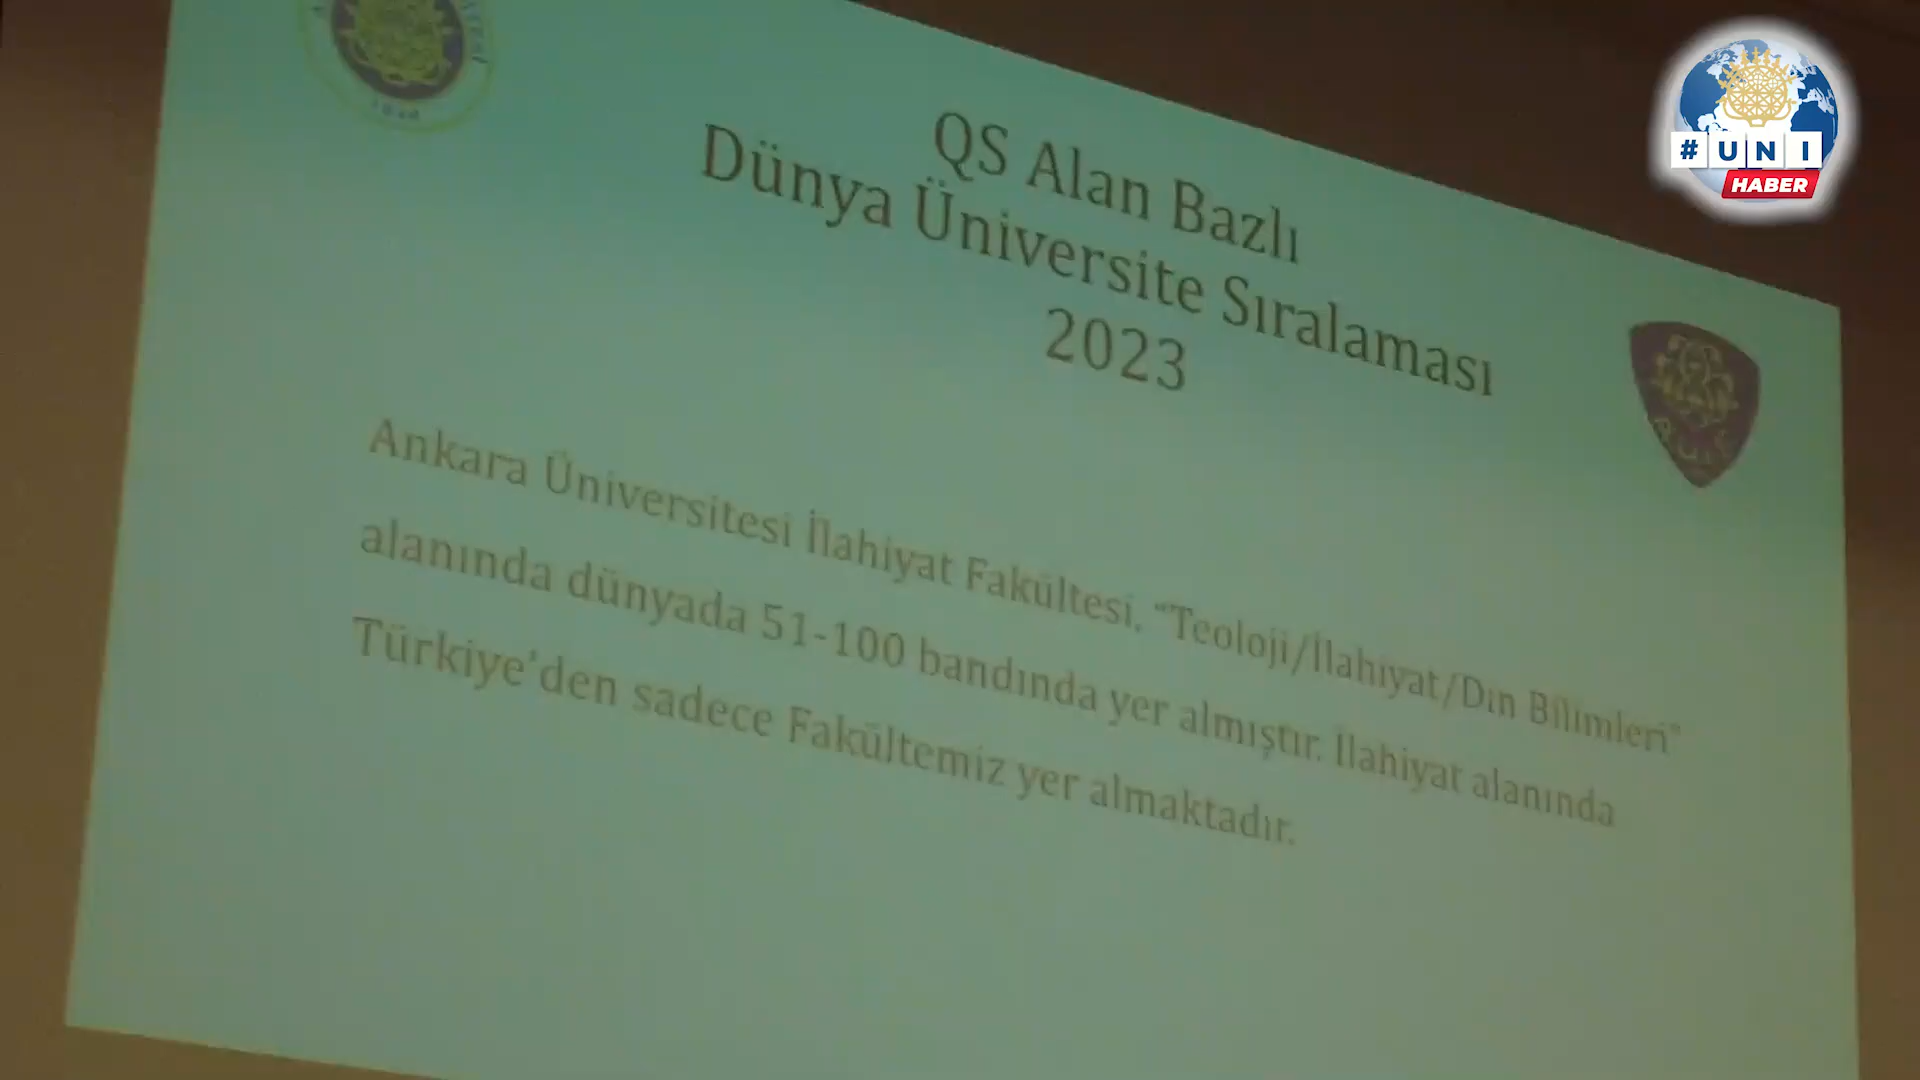 #UNI
HABER
QS Alan Bazlı
Dünya Üniversite Sıralaması
2023
Ankara Üniversitesi İlahiyat Fakültesi, “Teoloji/İlahiyat/Din Bilimleri”
alanında dünyada 51-100 bandında yer almıştır. İlahiyat alanında
Türkiye’den sadece Fakültemiz yer almaktadır.